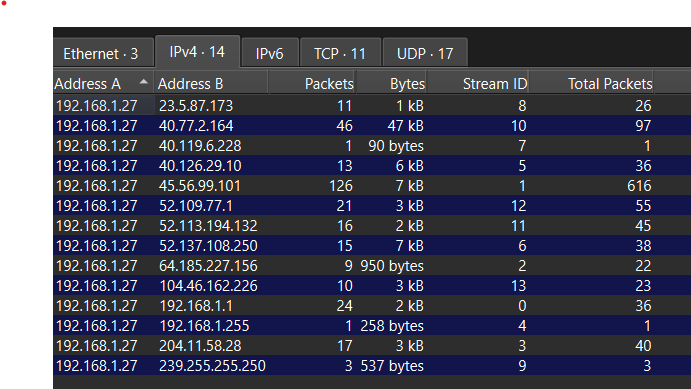 Ethernet · 3 IPv4 · 14 IPv6 TCP · 11 UDP · 17
Address A Address B Packets Bytes Stream ID Total Packets
192.168.1.27 23.5.87.173 11 1 kB 8 26
192.168.1.27 40.77.2.164 46 47 kB 10 97
192.168.1.27 40.119.6.228 1 90 bytes 7 1
192.168.1.27 40.126.29.10 13 6 kB 5 36
192.168.1.27 45.56.99.101 126 7 kB 1 616
192.168.1.27 52.109.77.1 21 3 kB 12 55
192.168.1.27 52.113.194.132 16 2 kB 11 45
192.168.1.27 52.137.108.250 15 7 kB 6 38
192.168.1.27 64.185.227.156 9 950 bytes 2 22
192.168.1.27 104.46.162.226 10 3 kB 13 23
192.168.1.27 192.168.1.1 24 2 kB 0 36
192.168.1.27 192.168.1.255 1 258 bytes 4 1
192.168.1.27 204.11.58.28 17 3 kB 3 40
192.168.1.27 239.255.255.250 3 537 bytes 9 3